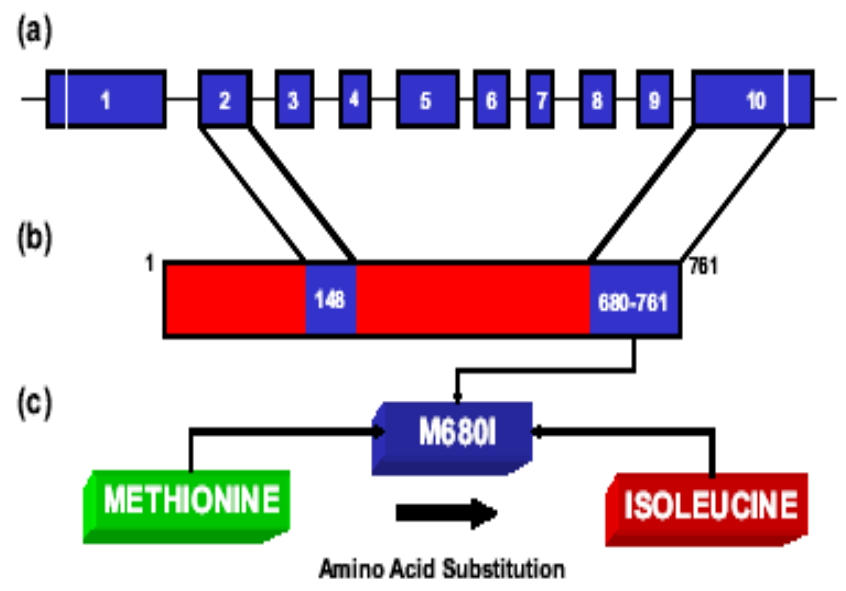 (a)
1 2 3 4 5 6 7 8 9 10
(b)
1 761
148 680-761
(c)
M680I
METHIONINE ISOLEUCINE
Amino Acid Substitution